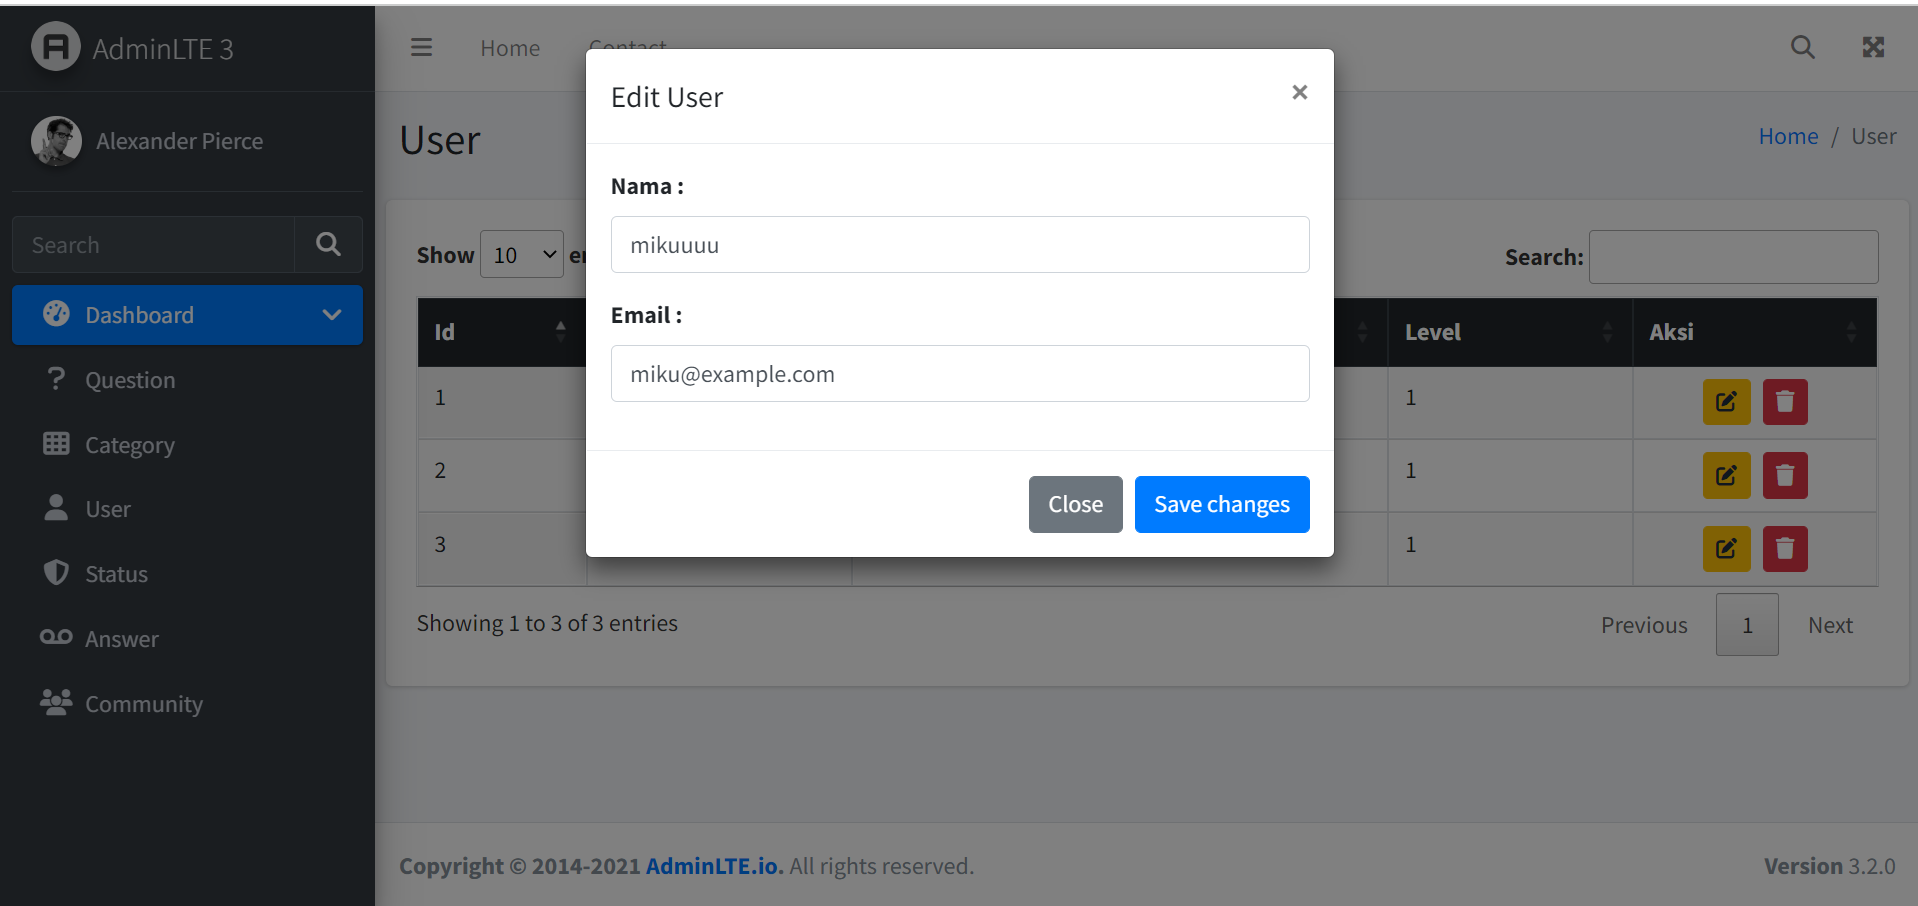 AdminLTE 3
Alexander Pierce
Search
Dashboard
Question
Category
User
Status
Answer
Community
Home Contact
User
Home / User
Edit User ×
Nama :
mikuuuu
Email :
miku@example.com
Close Save changes
Show 10
Search:
Id Level Aksi
1 1
2 1
3 1
Showing 1 to 3 of 3 entries
Previous 1 Next
Copyright © 2014-2021 AdminLTE.io. All rights reserved.
Version 3.2.0